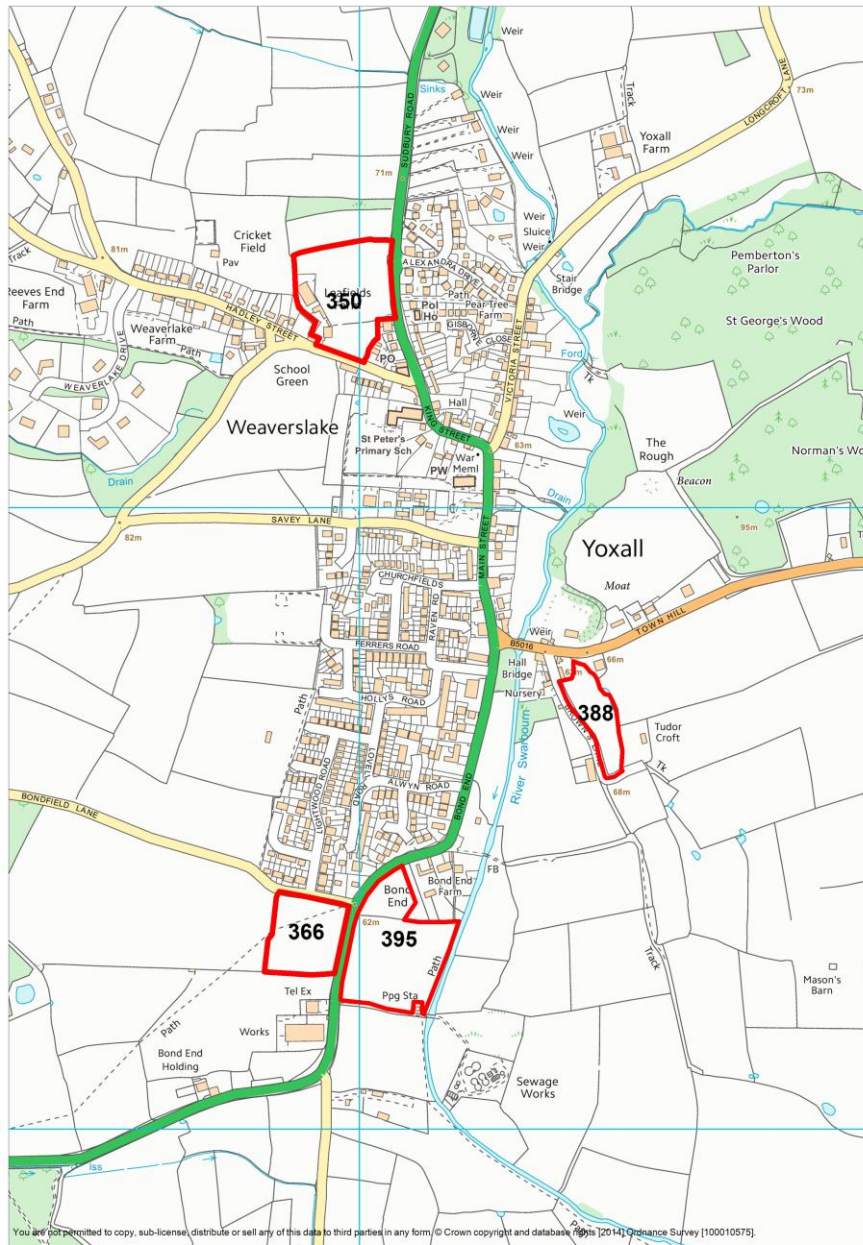 Weir
Sinks
Weir
Weir
Weir
SUDBURY ROAD
71m
Track
LONGCROFT LANE
73m
Yoxall
Farm
Weir
Sluice
Weir
Stair
Bridge
Pemberton's
Parlor
St George's Wood
Cricket
Field
Pav
81m
Track
Reeves End
Farm
Path
Weaverlake
Farm
Path
WEAVERLAKE DRIVE
HADLEY STREET
Leafields
350
ALEXANDRA DRIVE
Path
Pol
Ho
Pear Tree
Farm
GISBORNE
CLOSE
VICTORIA STREET
Ford
Tk
School
Green
PO
Hall
KING STREET
Weir
Weaverslake
St Peter's
Primary Sch
PW
War
Meml
63m
The
Rough
Beacon
Norman's Wo
Drain
Drain
95m
82m
SAVEY LANE
MAIN STREET
Yoxall
Moat
CHURCHFIELDS
RAVEN RD
FERRERS ROAD
TOWN HILL
B5016
Weir
66m
Hall
Bridge
Nursery
388
Tudor
Croft
Tk
68m
Path
HOLLYS ROAD
LIGHTWOOD ROAD
LOVELL ROAD
ALWYN ROAD
BOND END
River Swarbourn
BONDFIELD LANE
FB
Bond
End
Bond End
Farm
62m
366
395
Path
Track
Mason's
Barn
Tel Ex
Ppg Sta
Works
Path
Bond End
Holding
Sewage
Works
Iss
Path
You are not permitted to copy, sub-license, distribute or sell any of this data to third parties in any form. © Crown copyright and database rights [2014] Ordnance Survey [100010575].